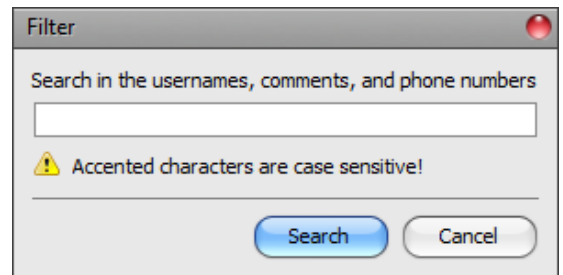 Filter
Search in the usernames, comments, and phone numbers
Accented characters are case sensitive!
Search
Cancel